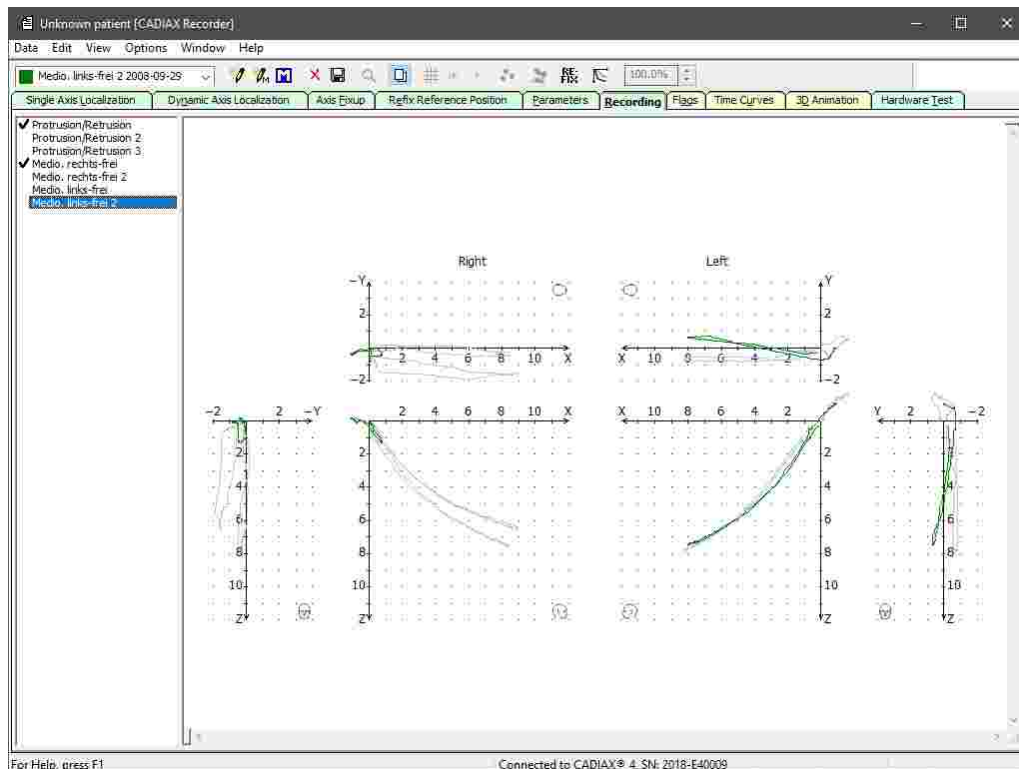 Unknown patient [CADIAX Recorder]
Data Edit View Options Window Help
Medio. links-frei 2 2008-09-29
RE-FIX 100.0%
Single Axis Localization Dynamic Axis Localization Axis Fixup Refix Reference Position Parameters Recording Flags Time Curves 3D Animation Hardware Test
Protrusion/Retrusion
Protrusion/Retrusion 2
Protrusion/Retrusion 3
Medio. rechts-frei
Medio. rechts-frei 2
Medio. links-frei
Medio. links-frei 2
Right Left
-Y Y
2 2
2 4 6 8 10 X X 10 8 6 4 2
-2 -2
-2 2 -Y 2 4 6 8 10 X X 10 8 6 4 2 Y 2 -2
2 2 2 2
4 4 4 4
6 6 6 6
8 8 8 8
10 10 10 10
Z Z Z Z
For Help, press F1 Connected to CADIAX® 4, SN: 2018-E40009